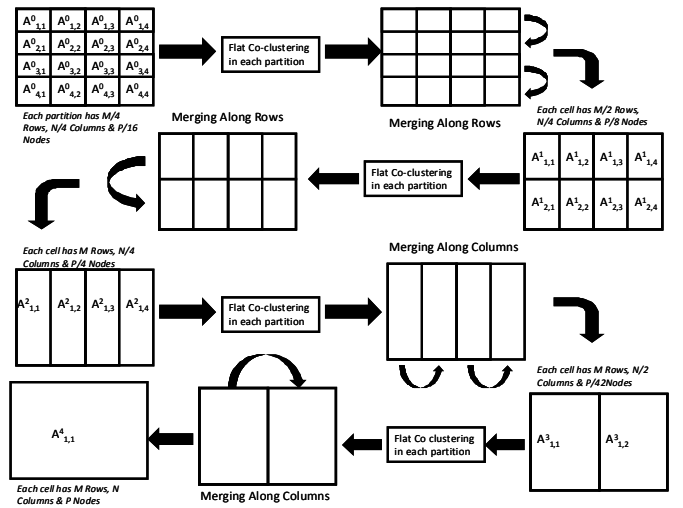 A⁰1,1 A⁰1,2 A⁰1,3 A⁰1,4
A⁰2,1 A⁰2,2 A⁰2,3 A⁰2,4
A⁰3,1 A⁰3,2 A⁰3,3 A⁰3,4
A⁰4,1 A⁰4,2 A⁰4,3 A⁰4,4
Each partition has M/4
Rows, N/4 Columns & P/16
Nodes
Flat Co-clustering
in each partition
Merging Along Rows
Each cell has M/2 Rows,
N/4 Columns & P/8 Nodes
A¹1,1 A¹1,2 A¹1,3 A¹1,4
A¹2,1 A¹2,2 A¹2,3 A¹2,4
Flat Co-clustering
in each partition
Merging Along Rows
Each cell has M Rows, N/4
Columns & P/4 Nodes
A²1,1 A²1,2 A²1,3 A²1,4
Flat Co-clustering
in each partition
Merging Along Columns
Each cell has M Rows, N/2
Columns & P/42Nodes
A³1,1 A³1,2
Flat Co clustering
in each partition
Merging Along Columns
A⁴1,1
Each cell has M Rows, N
Columns & P Nodes